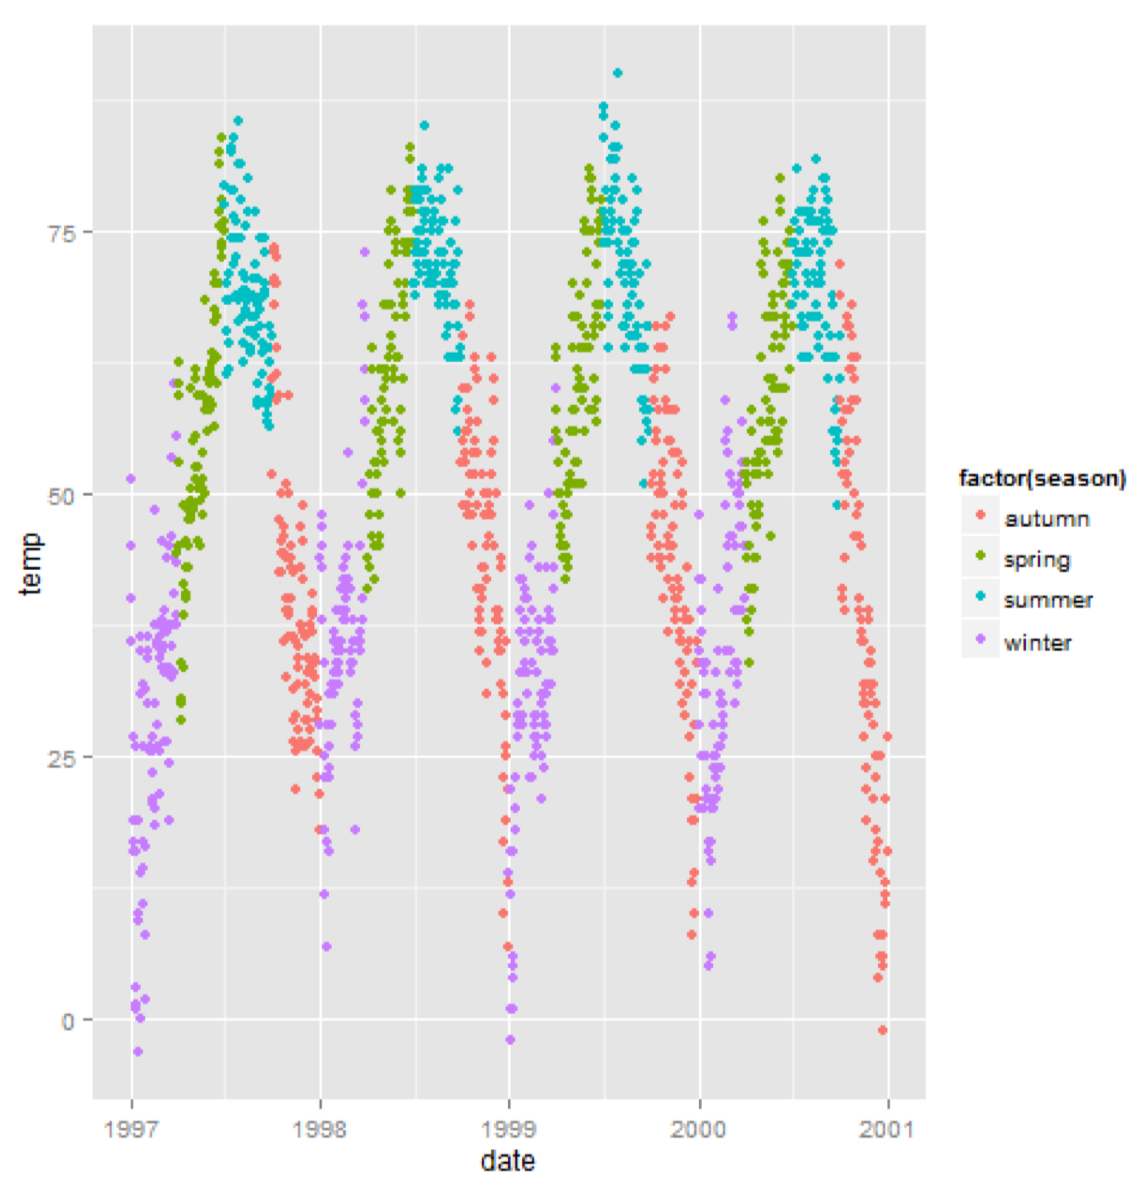 75
50
25
0
temp
1997 1998 1999 2000 2001
date
factor(season)
autumn
spring
summer
winter